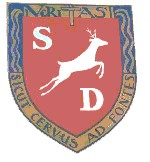 VERITAS
S
D
SICUT CERVUS AD FONTES